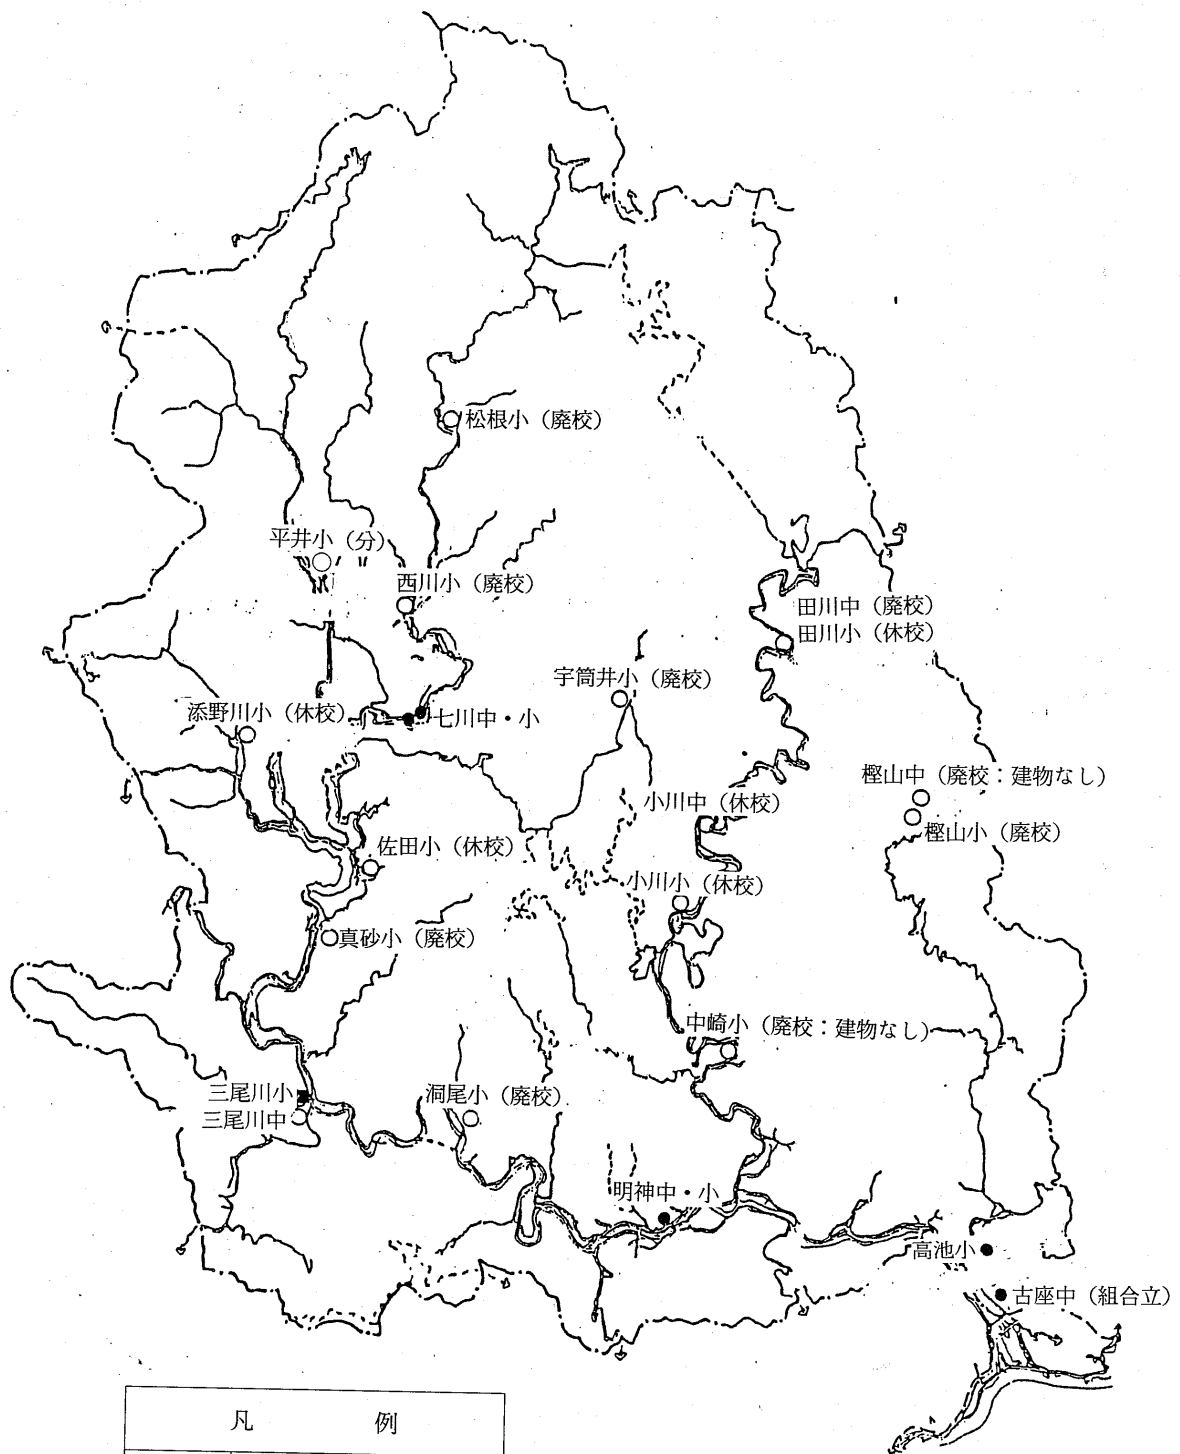 松根小（廃校）
平井小（分）
西川小（廃校）
田川中（廃校）
田川小（休校）
宇筒井小（廃校）
添野川小（休校）
七川中・小
樫山中（廃校：建物なし）
小川中（休校）
樫山小（廃校）
佐田小（休校）
小川小（休校）
真砂小（廃校）
中崎小（廃校：建物なし）
三尾川小
洞尾小（廃校）
三尾川中
明神中・小
高池小
古座中（組合立）
凡　例